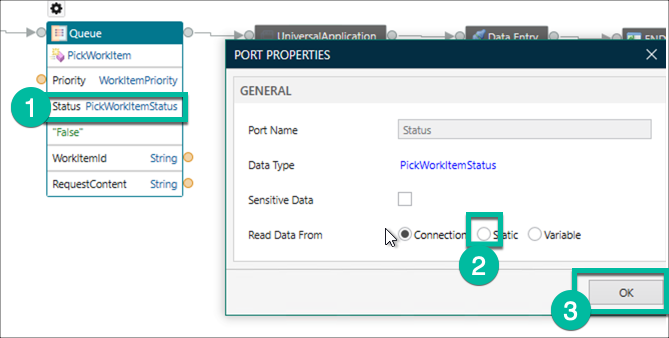 Queue
UniversalApplication
Data Entry
PickWorkItem
Priority WorkItemPriority
1
Status PickWorkItemStatus
"False"
WorkItemId String
RequestContent String
PORT PROPERTIES
GENERAL
Port Name Status
Data Type PickWorkItemStatus
Sensitive Data
Read Data From Connection Static Variable
2
3
OK